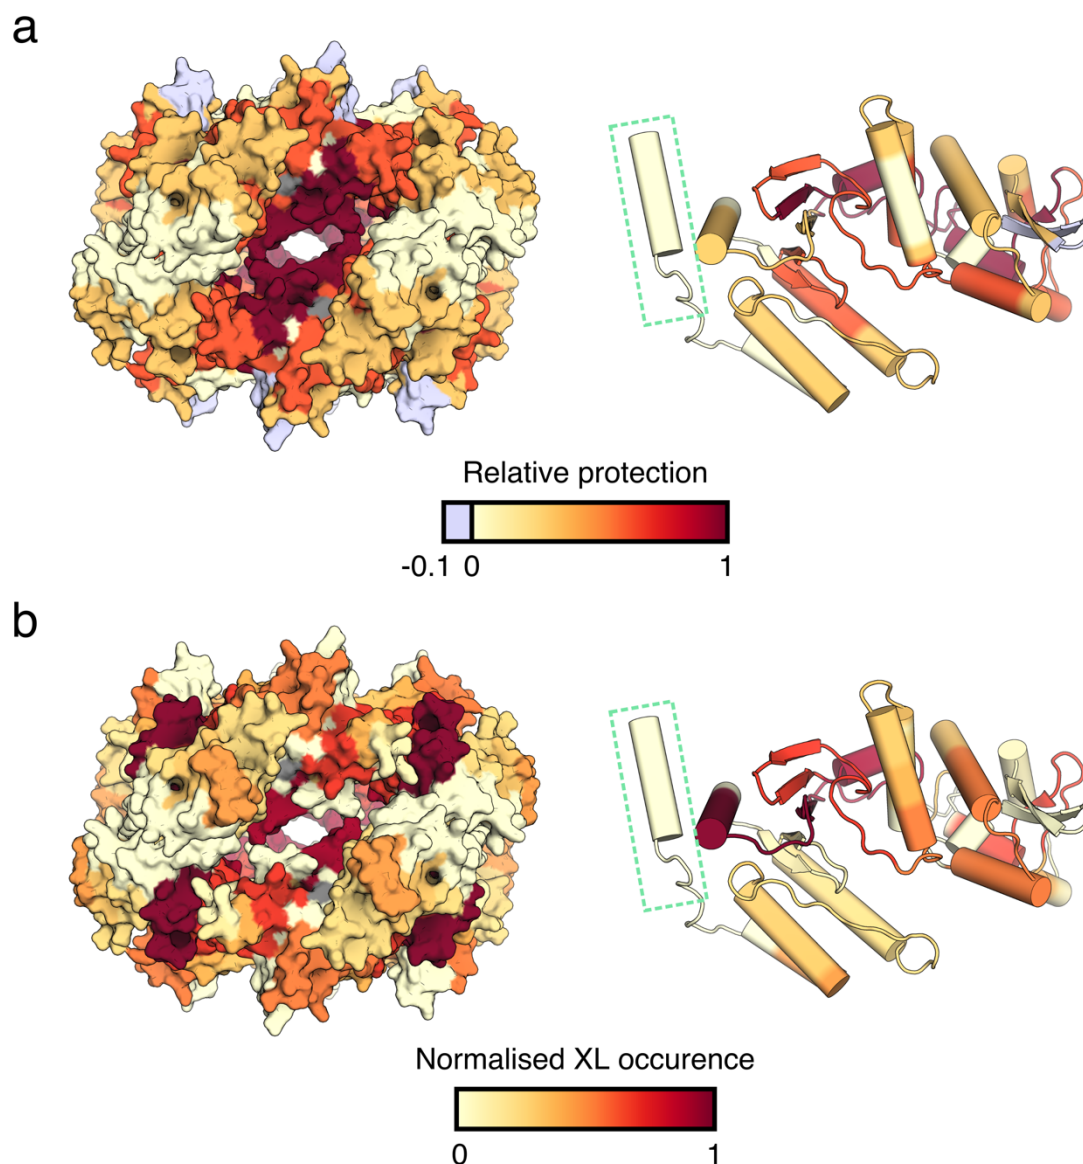 a
Relative protection
-0.1 0 1
b
Normalised XL occurence
0 1